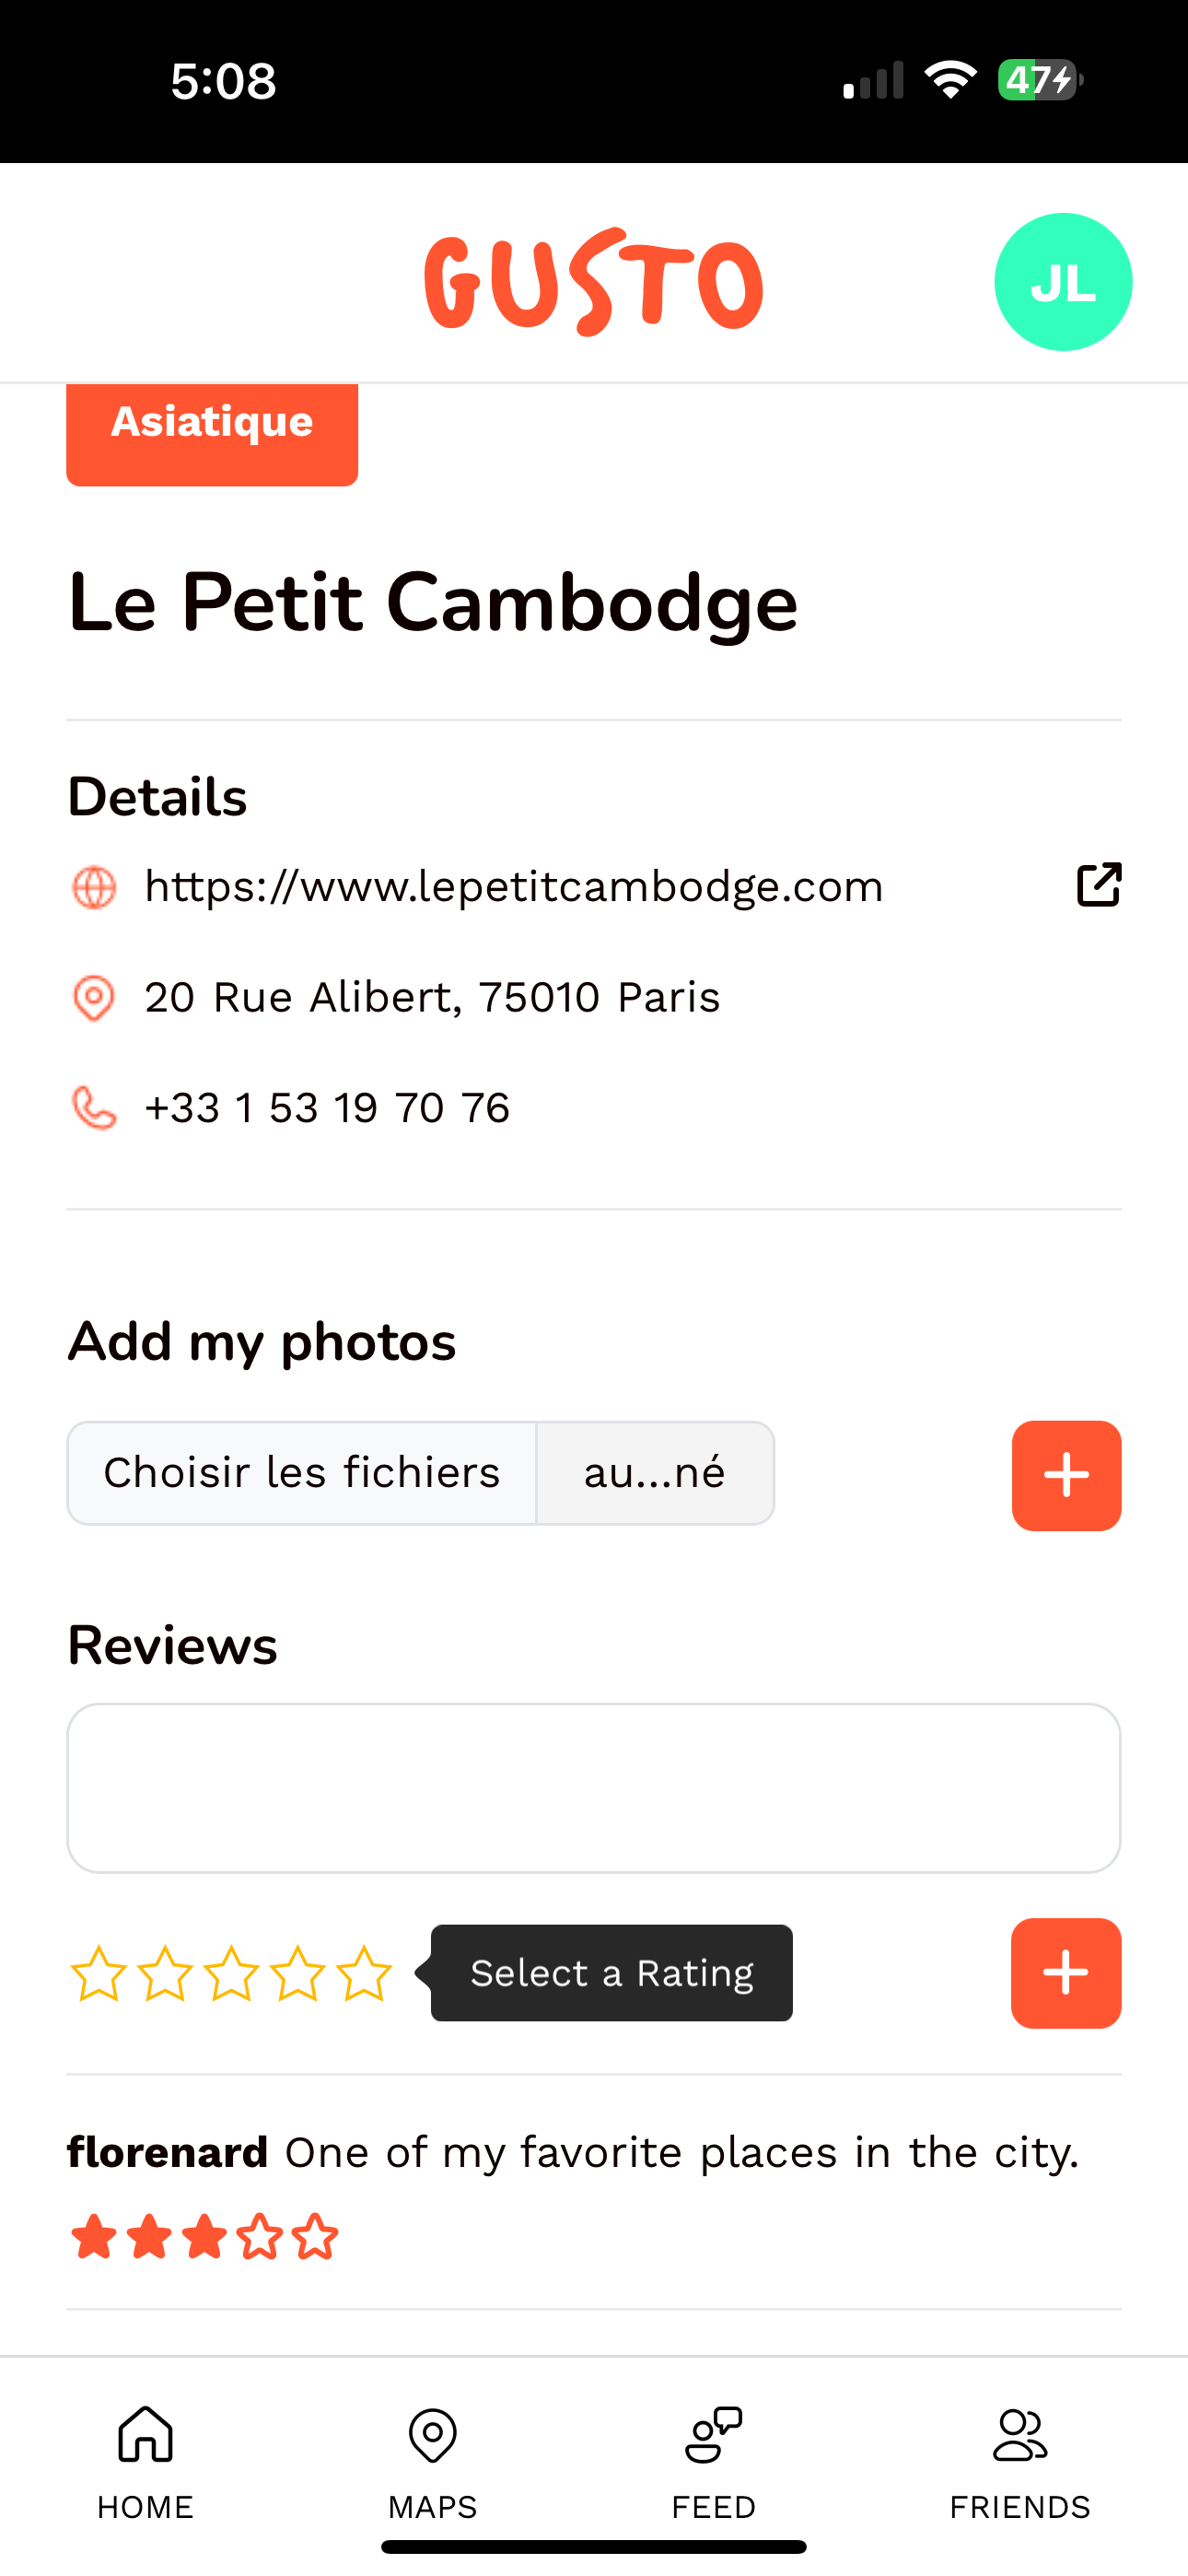 5:08
47
GUSTO
JL
Asiatique
Le Petit Cambodge
Details
https://www.lepetitcambodge.com
20 Rue Alibert, 75010 Paris
+33 1 53 19 70 76
Add my photos
Choisir les fichiers au...né
Reviews
Select a Rating
florenard One of my favorite places in the city.
HOME MAPS FEED FRIENDS